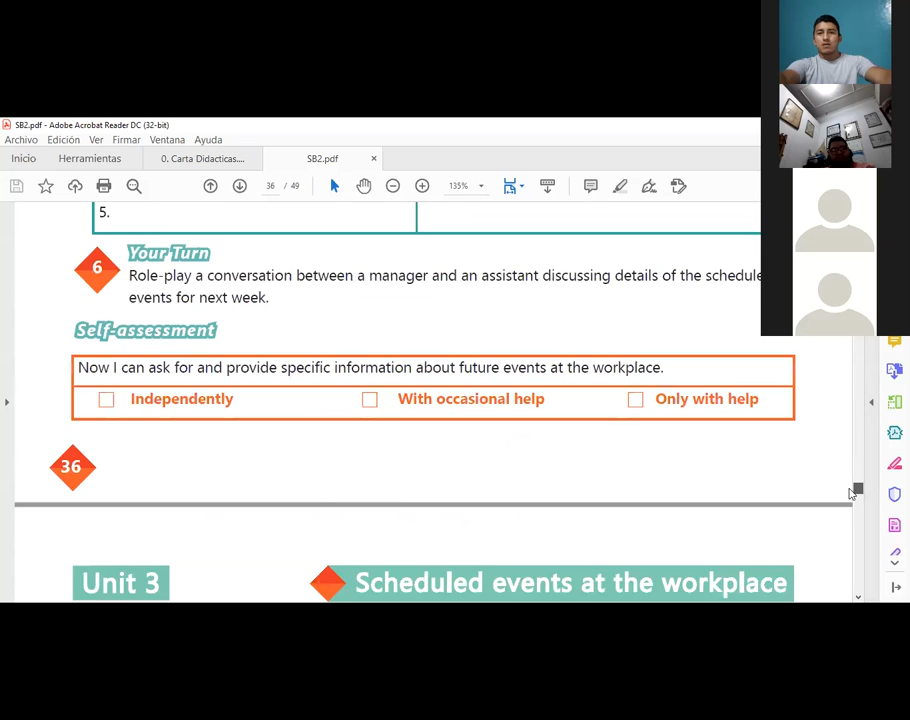 SB2.pdf - Adobe Acrobat Reader DC (32-bit)
Archivo Edición Ver Firmar Ventana Ayuda
Inicio Herramientas 0. Carta Didacticas.... SB2.pdf ×
36 / 49 135%
5.
6 Your Turn
Role-play a conversation between a manager and an assistant discussing details of the schedule
events for next week.
Self-assessment
Now I can ask for and provide specific information about future events at the workplace.
Independently With occasional help Only with help
36
Unit 3 Scheduled events at the workplace